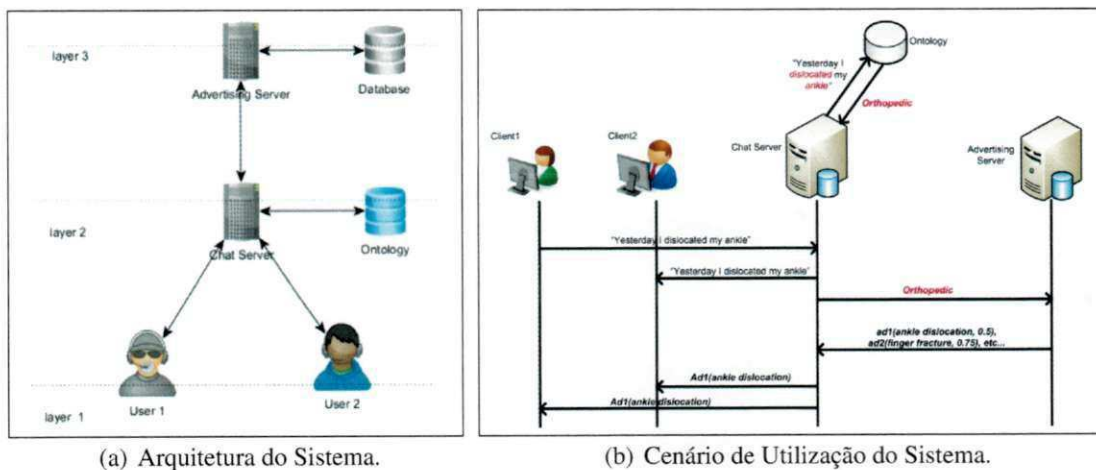 layer 3
Advertising Server
Database
layer 2
Chat Server
Ontology
layer 1
User 1
User 2
(a) Arquitetura do Sistema.
Ontology
"Yesterday I
dislocated my
ankle"
Orthopedic
Client1
Client2
Chat Server
Advertising
Server
"Yesterday I dislocated my ankle"
"Yesterday I dislocated my ankle"
Orthopedic
ad1(ankle dislocation, 0.5),
ad2(finger fracture, 0.75), etc...
Ad1(ankle dislocation)
Ad1(ankle dislocation)
(b) Cenário de Utilização do Sistema.